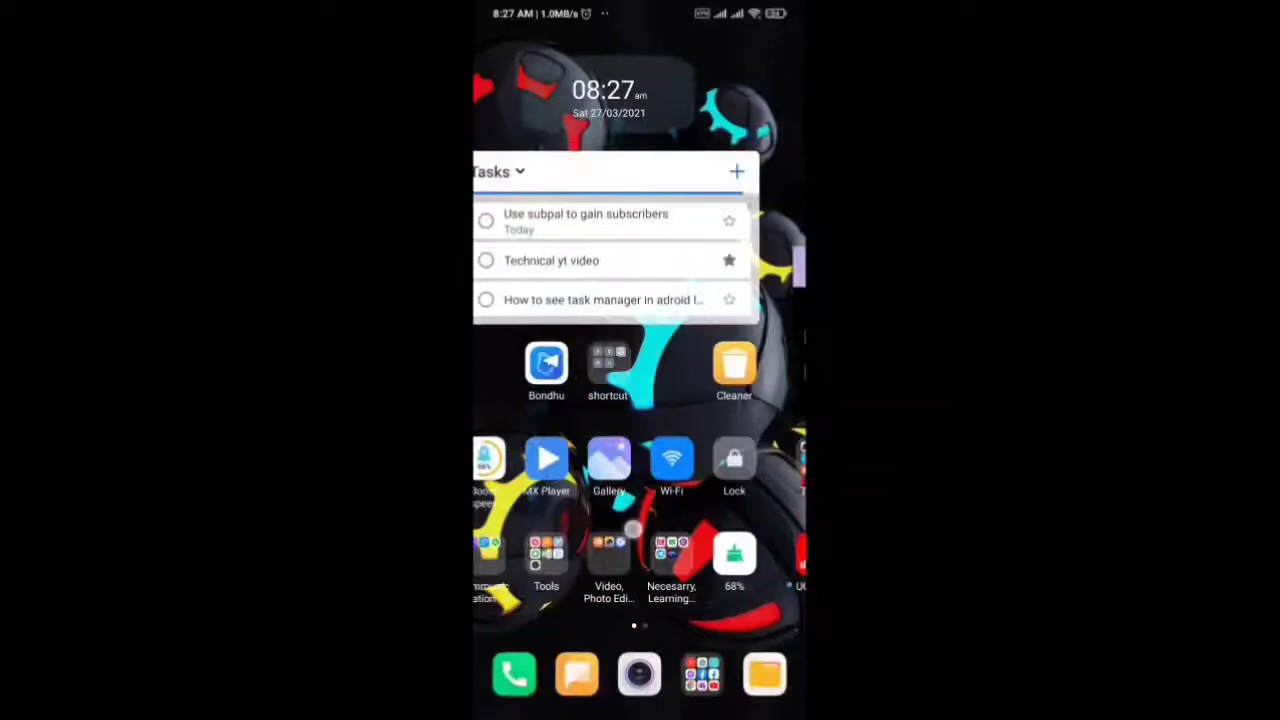 8:27 AM | 1.0MB/s
08:27 am
Sat 27/03/2021
Tasks
Use subpal to gain subscribers
Today
Technical yt video
How to see task manager in adroid l...
Bondhu
shortcut
Cleaner
Boost
speed
MX Player
Gallery
Wi-Fi
Lock
Tools
Video,
Photo Edi...
Necesarry,
Learning...
68%